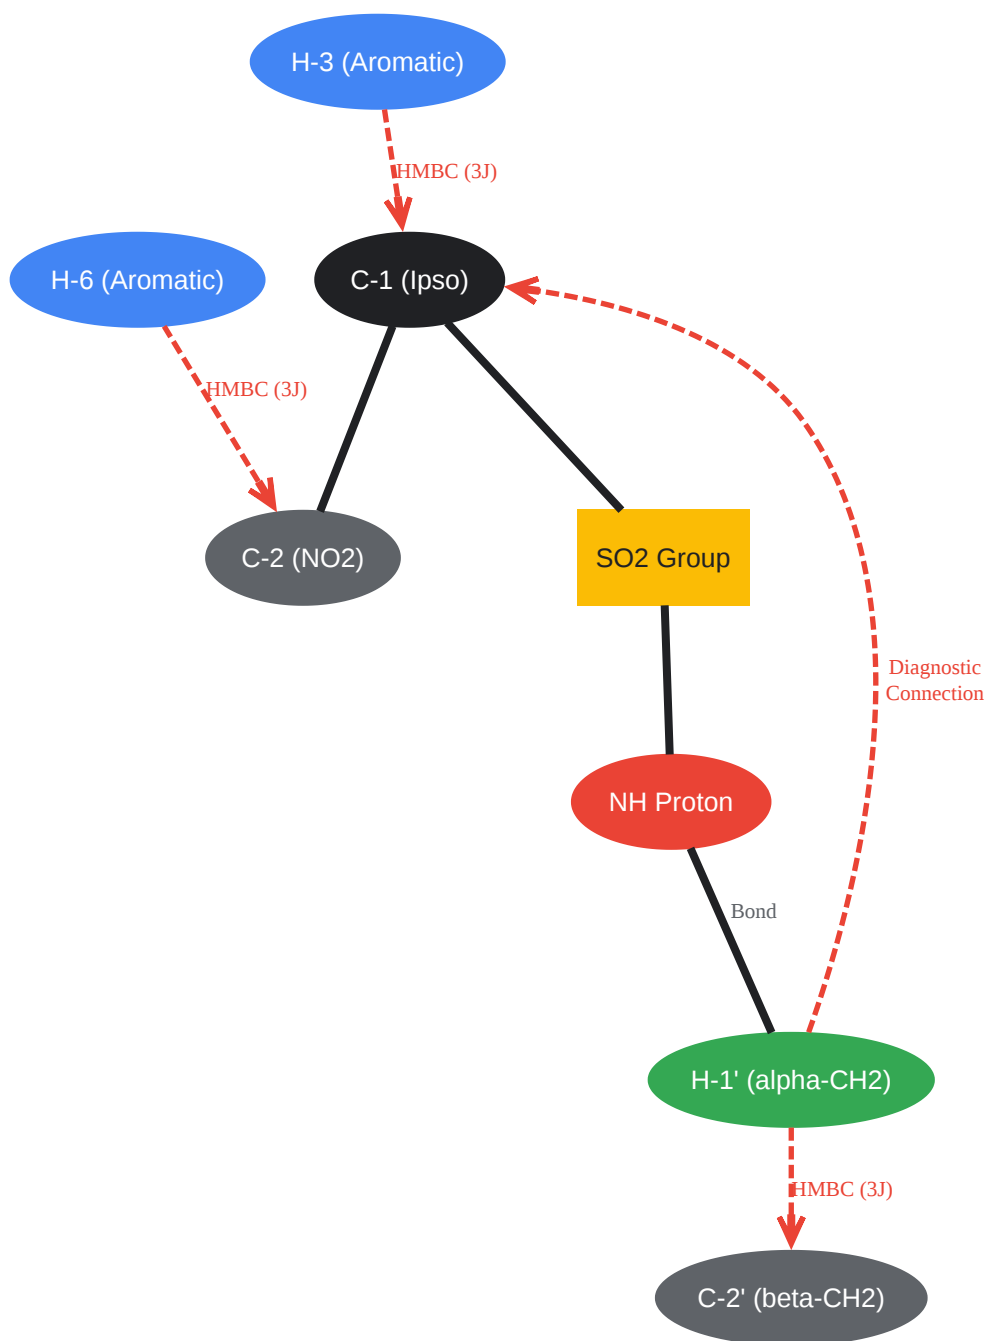 H-3 (Aromatic)
HMBC (3J)
H-6 (Aromatic)
C-1 (Ipso)
HMBC (3J)
C-2 (NO2)
SO2 Group
Diagnostic
Connection
NH Proton
Bond
H-1' (alpha-CH2)
HMBC (3J)
C-2' (beta-CH2)